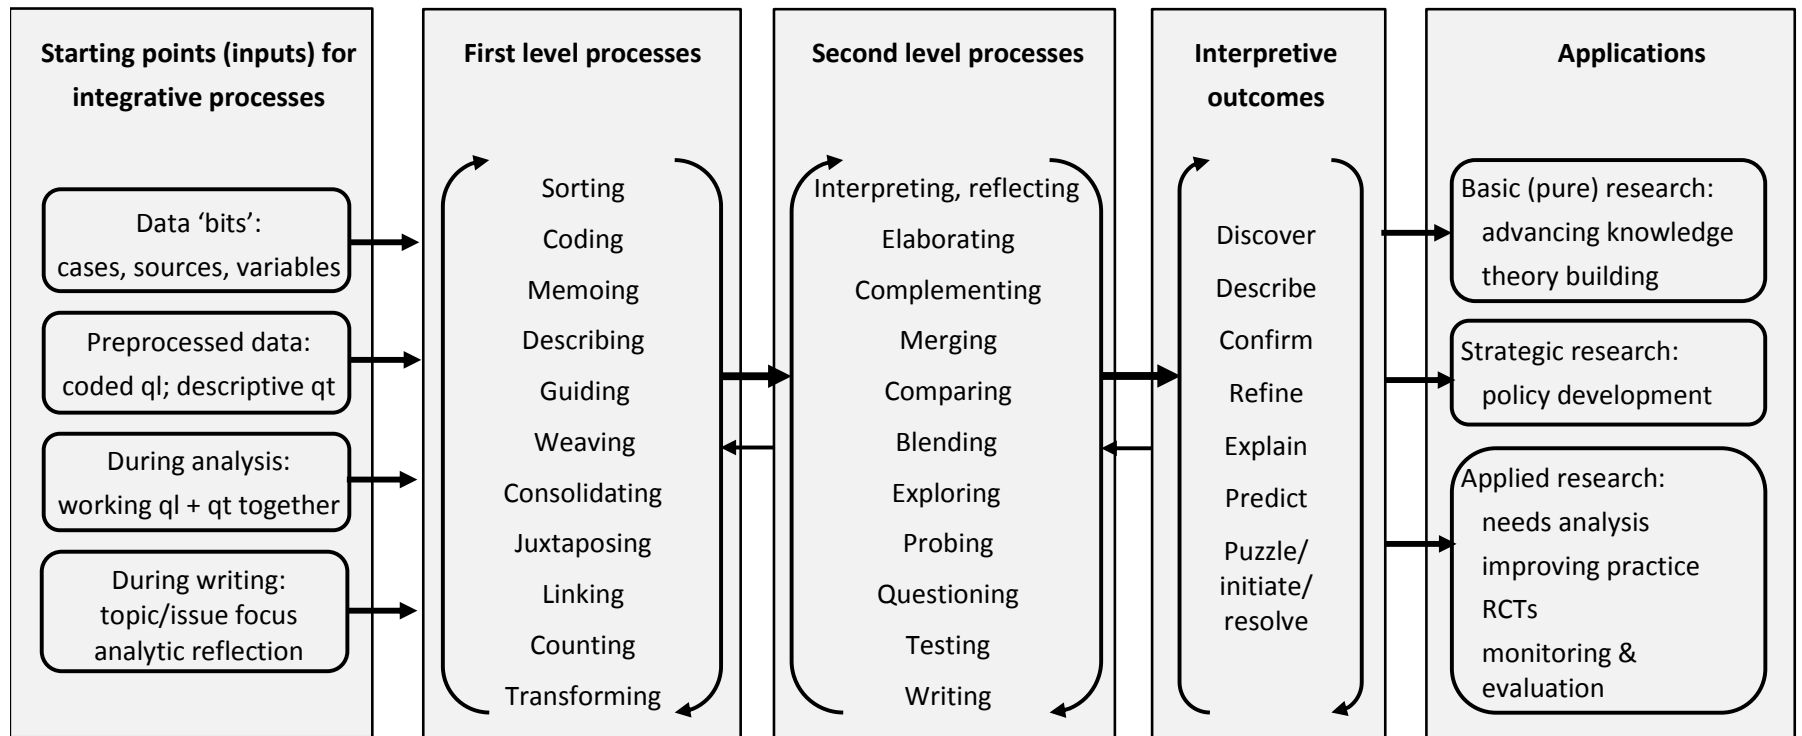 Starting points (inputs) for
integrative processes
Data ‘bits’:
cases, sources, variables
Preprocessed data:
coded ql; descriptive qt
During analysis:
working ql + qt together
During writing:
topic/issue focus
analytic reflection
First level processes
Sorting
Coding
Memoing
Describing
Guiding
Weaving
Consolidating
Juxtaposing
Linking
Counting
Transforming
Second level processes
Interpreting, reflecting
Elaborating
Complementing
Merging
Comparing
Blending
Exploring
Probing
Questioning
Testing
Writing
Interpretive
outcomes
Discover
Describe
Confirm
Refine
Explain
Predict
Puzzle/
initiate/
resolve
Applications
Basic (pure) research:
advancing knowledge
theory building
Strategic research:
policy development
Applied research:
needs analysis
improving practice
RCTs
monitoring &
evaluation